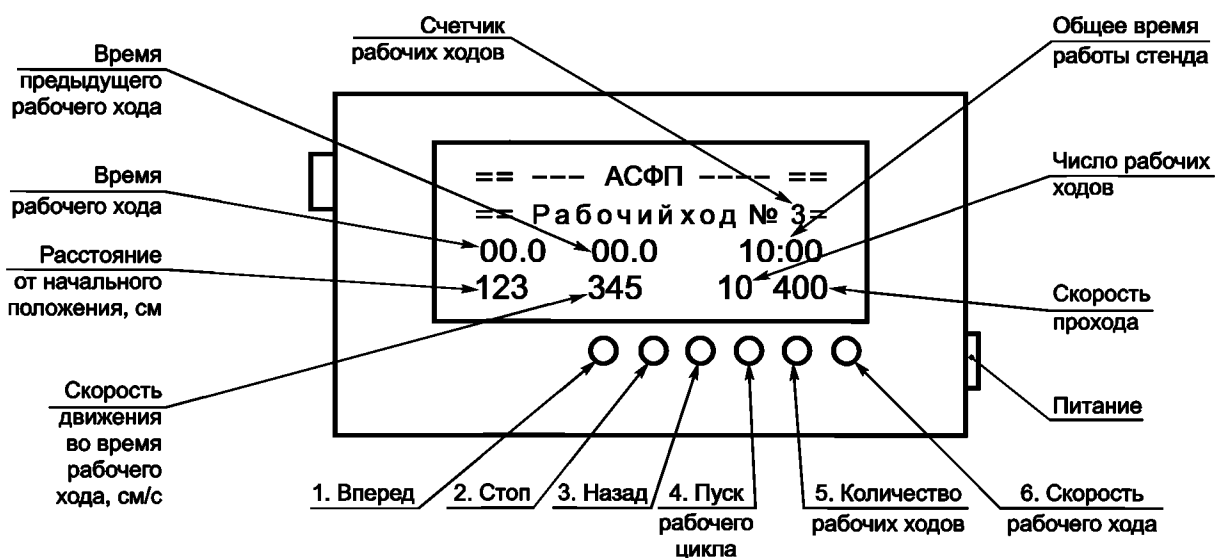 Счетчик
рабочих ходов
Общее время
работы стенда
Время
предыдущего
рабочего хода
Число рабочих
ходов
Время
рабочего хода
Расстояние
от начального
положения, см
Скорость
прохода
Скорость
движения
во время
рабочего
хода, см/с
Питание
== --- АСФП ---- ==
== Рабочий ход № 3=
00.0 00.0 10:00
123 345 10 400
1. Вперед
2. Стоп
3. Назад
4. Пуск
рабочего
цикла
5. Количество
рабочих ходов
6. Скорость
рабочего хода